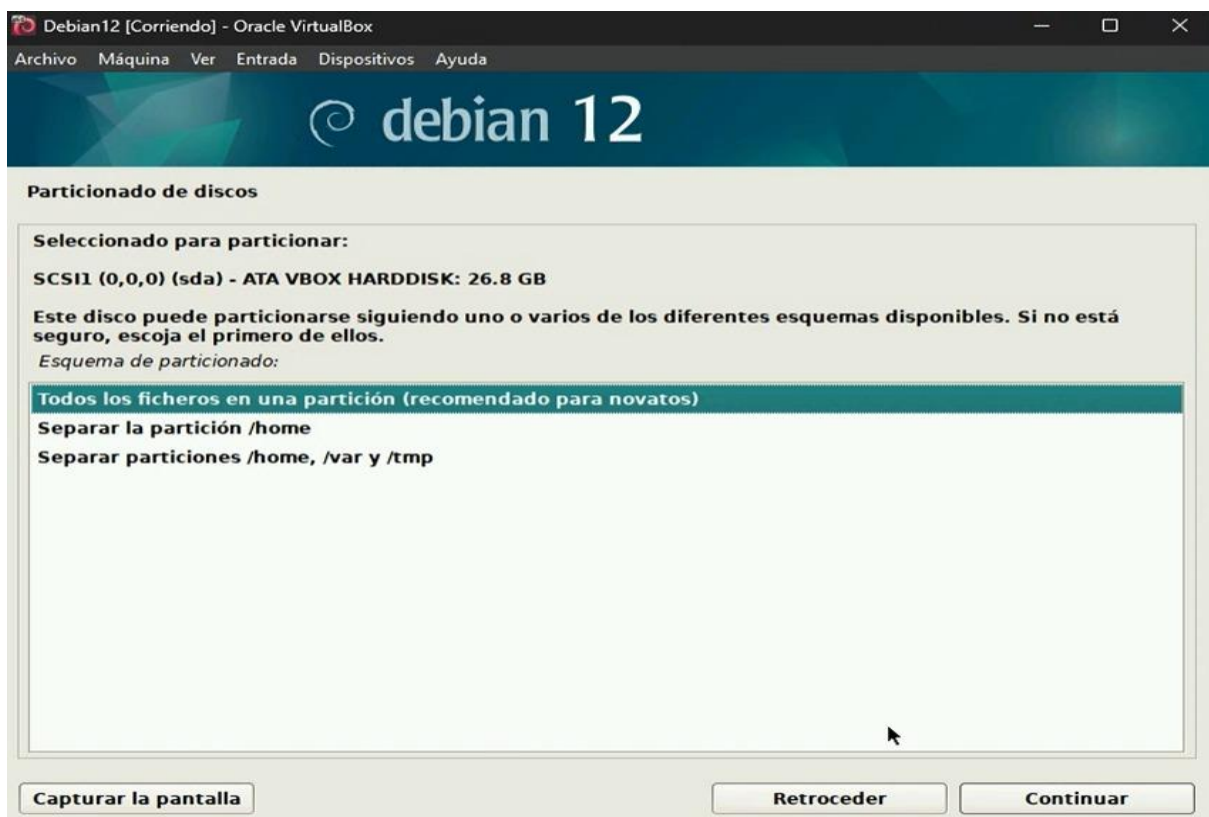 Debian12 [Corriendo] - Oracle VirtualBox
Archivo Máquina Ver Entrada Dispositivos Ayuda
debian 12
Particionado de discos
Seleccionado para particionar:
SCSI1 (0,0,0) (sda) - ATA VBOX HARDDISK: 26.8 GB
Este disco puede particionarse siguiendo uno o varios de los diferentes esquemas disponibles. Si no está
seguro, escoja el primero de ellos.
Esquema de particionado:
Todos los ficheros en una partición (recomendado para novatos)
Separar la partición /home
Separar particiones /home, /var y /tmp
Capturar la pantalla Retroceder Continuar